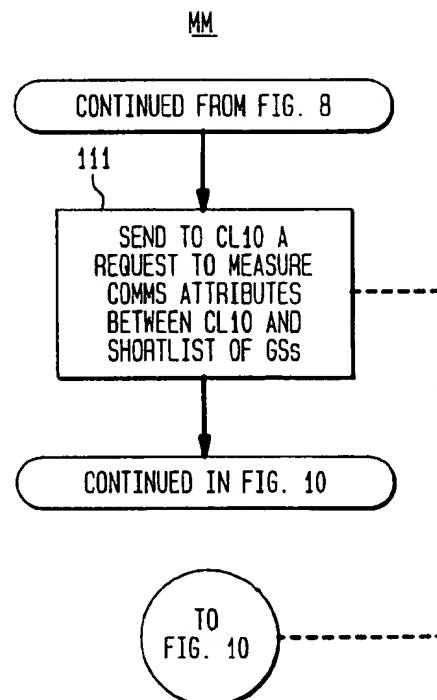 MM
CONTINUED FROM FIG. 8
111
SEND TO CL10 A
REQUEST TO MEASURE
COMMS ATTRIBUTES
BETWEEN CL10 AND
SHORTLIST OF GSs
CONTINUED IN FIG. 10
TO
FIG. 10